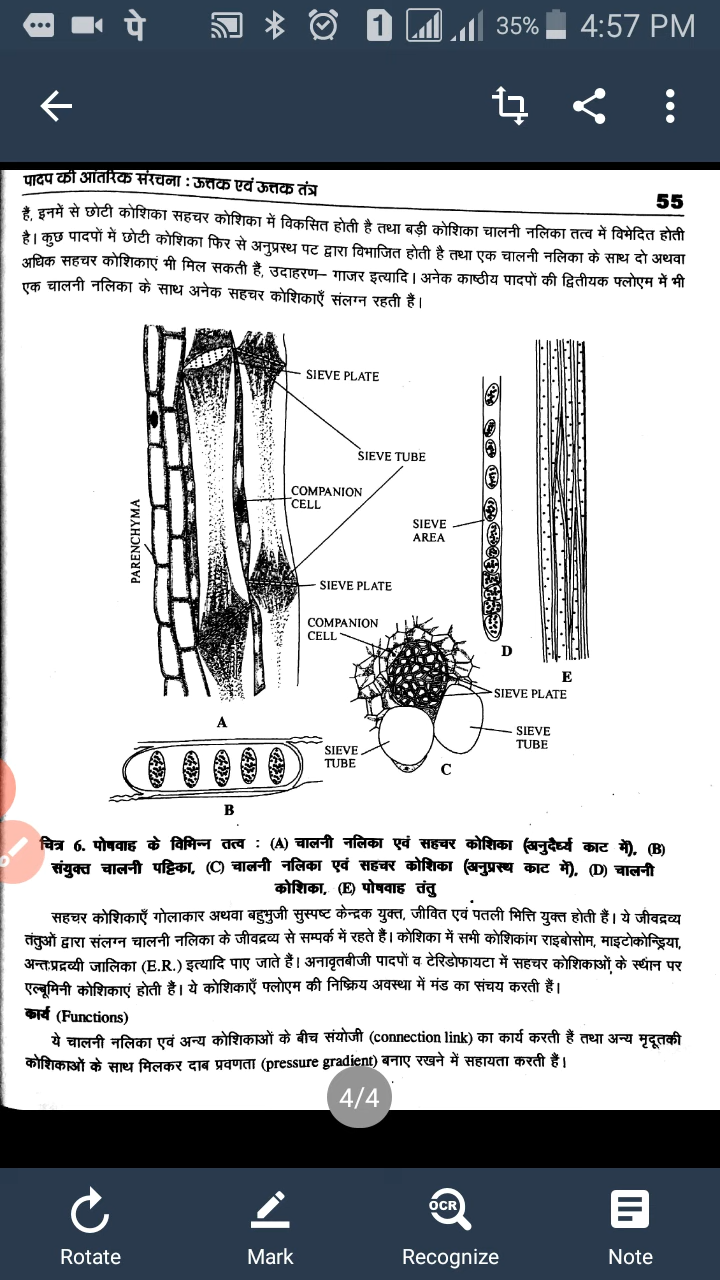 पे 1 35% 4:57 PM
पादप की आंतरिक संरचना : ऊत्तक एवं ऊत्तक तंत्र
55
हैं, इनमें से छोटी कोशिका सहचर कोशिका में विकसित होती है तथा बड़ी कोशिका चालनी नलिका तत्व में विभेदित होती
है। कुछ पादपों में छोटी कोशिका फिर से अनुप्रस्थ पट द्वारा विभाजित होती है तथा एक चालनी नलिका के साथ दो अथवा
अधिक सहचर कोशिकाएं भी मिल सकती हैं, उदाहरण– गाजर इत्यादि। अनेक काष्ठीय पादपों की द्वितीयक फ्लोएम में भी
एक चालनी नलिका के साथ अनेक सहचर कोशिकाएँ संलग्न रहती हैं।
SIEVE PLATE
SIEVE TUBE
COMPANION
CELL
PARENCHYMA
SIEVE
AREA
SIEVE PLATE
COMPANION
CELL
D
E
SIEVE PLATE
A
SIEVE
TUBE
SIEVE
TUBE
C
B
चित्र 6. पोषवाह के विभिन्न तत्व : (A) चालनी नलिका एवं सहचर कोशिका (अनुदैर्ध्य काट में), (B)
संयुक्त चालनी पट्टिका, (C) चालनी नलिका एवं सहचर कोशिका (अनुप्रस्थ काट में), (D) चालनी
कोशिका, (E) पोषवाह तंतु
सहचर कोशिकाएँ गोलाकार अथवा बहुभुजी सुस्पष्ट केन्द्रक युक्त, जीवित एवं पतली भित्ति युक्त होती हैं। ये जीवद्रव्य
तंतुओं द्वारा संलग्न चालनी नलिका के जीवद्रव्य से सम्पर्क में रहते हैं। कोशिका में सभी कोशिकांग राइबोसोम, माइटोकोन्ड्रिया,
अन्तःप्रद्रव्यी जालिका (E.R.) इत्यादि पाए जाते हैं। अनावृतबीजी पादपों व टेरिडोफायटा में सहचर कोशिकाओं के स्थान पर
एल्बूमिनी कोशिकाएं होती हैं। ये कोशिकाएँ फ्लोएम की निष्क्रिय अवस्था में मंड का संचय करती हैं।
कार्य (Functions)
ये चालनी नलिका एवं अन्य कोशिकाओं के बीच संयोजी (connection link) का कार्य करती हैं तथा अन्य मृदूतकी
कोशिकाओं के साथ मिलकर दाब प्रवणता (pressure gradient) बनाए रखने में सहायता करती हैं।
4/4
OCR
Rotate Mark Recognize Note